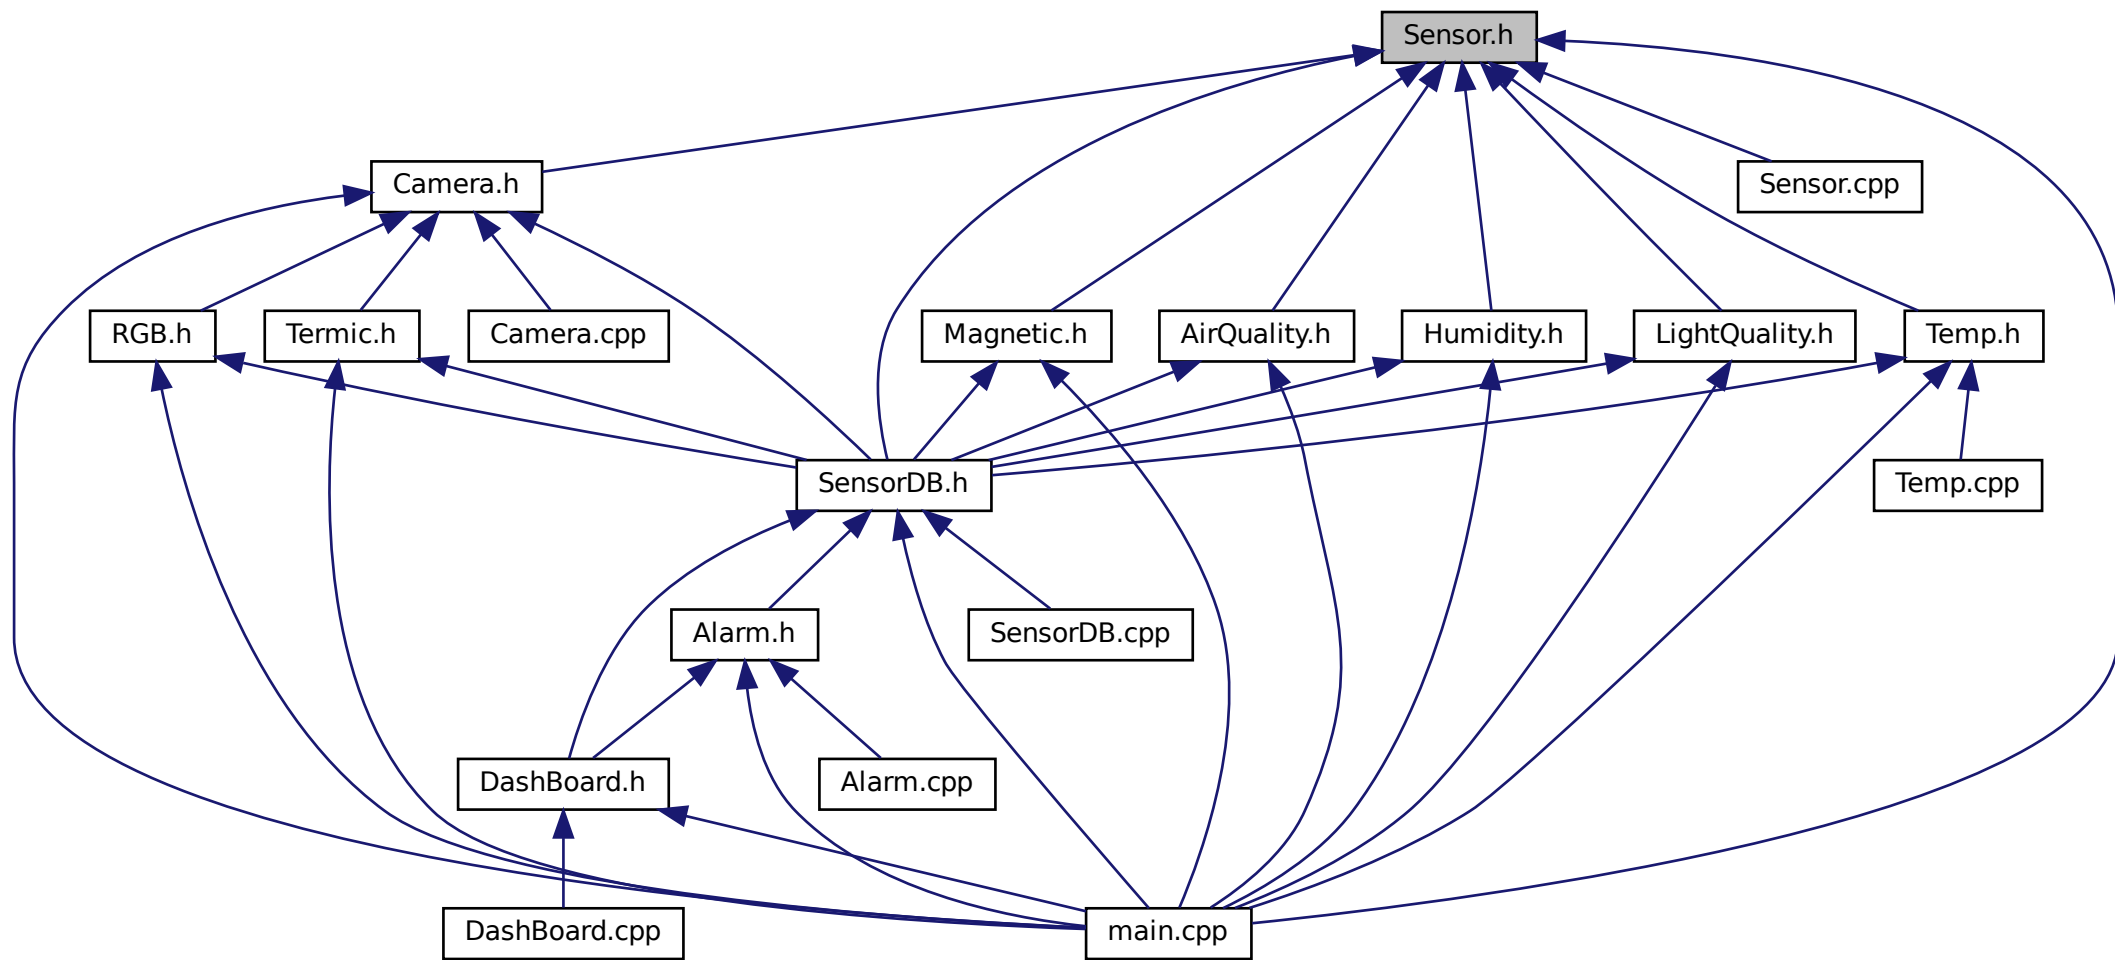 Sensor.h
Camera.h
Sensor.cpp
RGB.h
Termic.h
Camera.cpp
Magnetic.h
AirQuality.h
Humidity.h
LightQuality.h
Temp.h
SensorDB.h
Temp.cpp
Alarm.h
SensorDB.cpp
DashBoard.h
Alarm.cpp
DashBoard.cpp
main.cpp